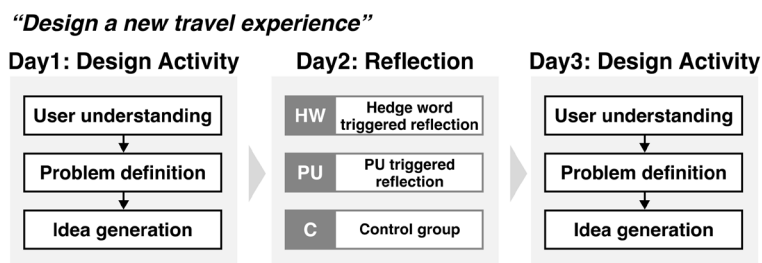 “Design a new travel experience”
Day1: Design Activity
User understanding
Problem definition
Idea generation
Day2: Reflection
HW
Hedge word
triggered reflection
PU
PU triggered
reflection
C
Control group
Day3: Design Activity
User understanding
Problem definition
Idea generation